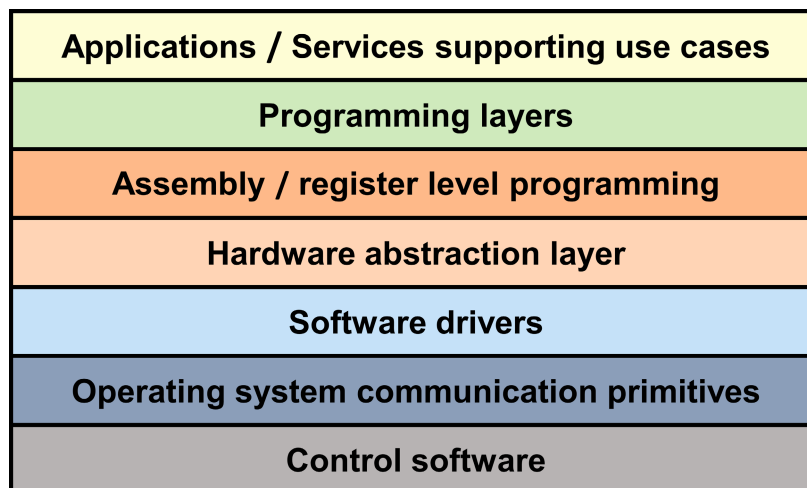 Applications / Services supporting use cases
Programming layers
Assembly / register level programming
Hardware abstraction layer
Software drivers
Operating system communication primitives
Control software